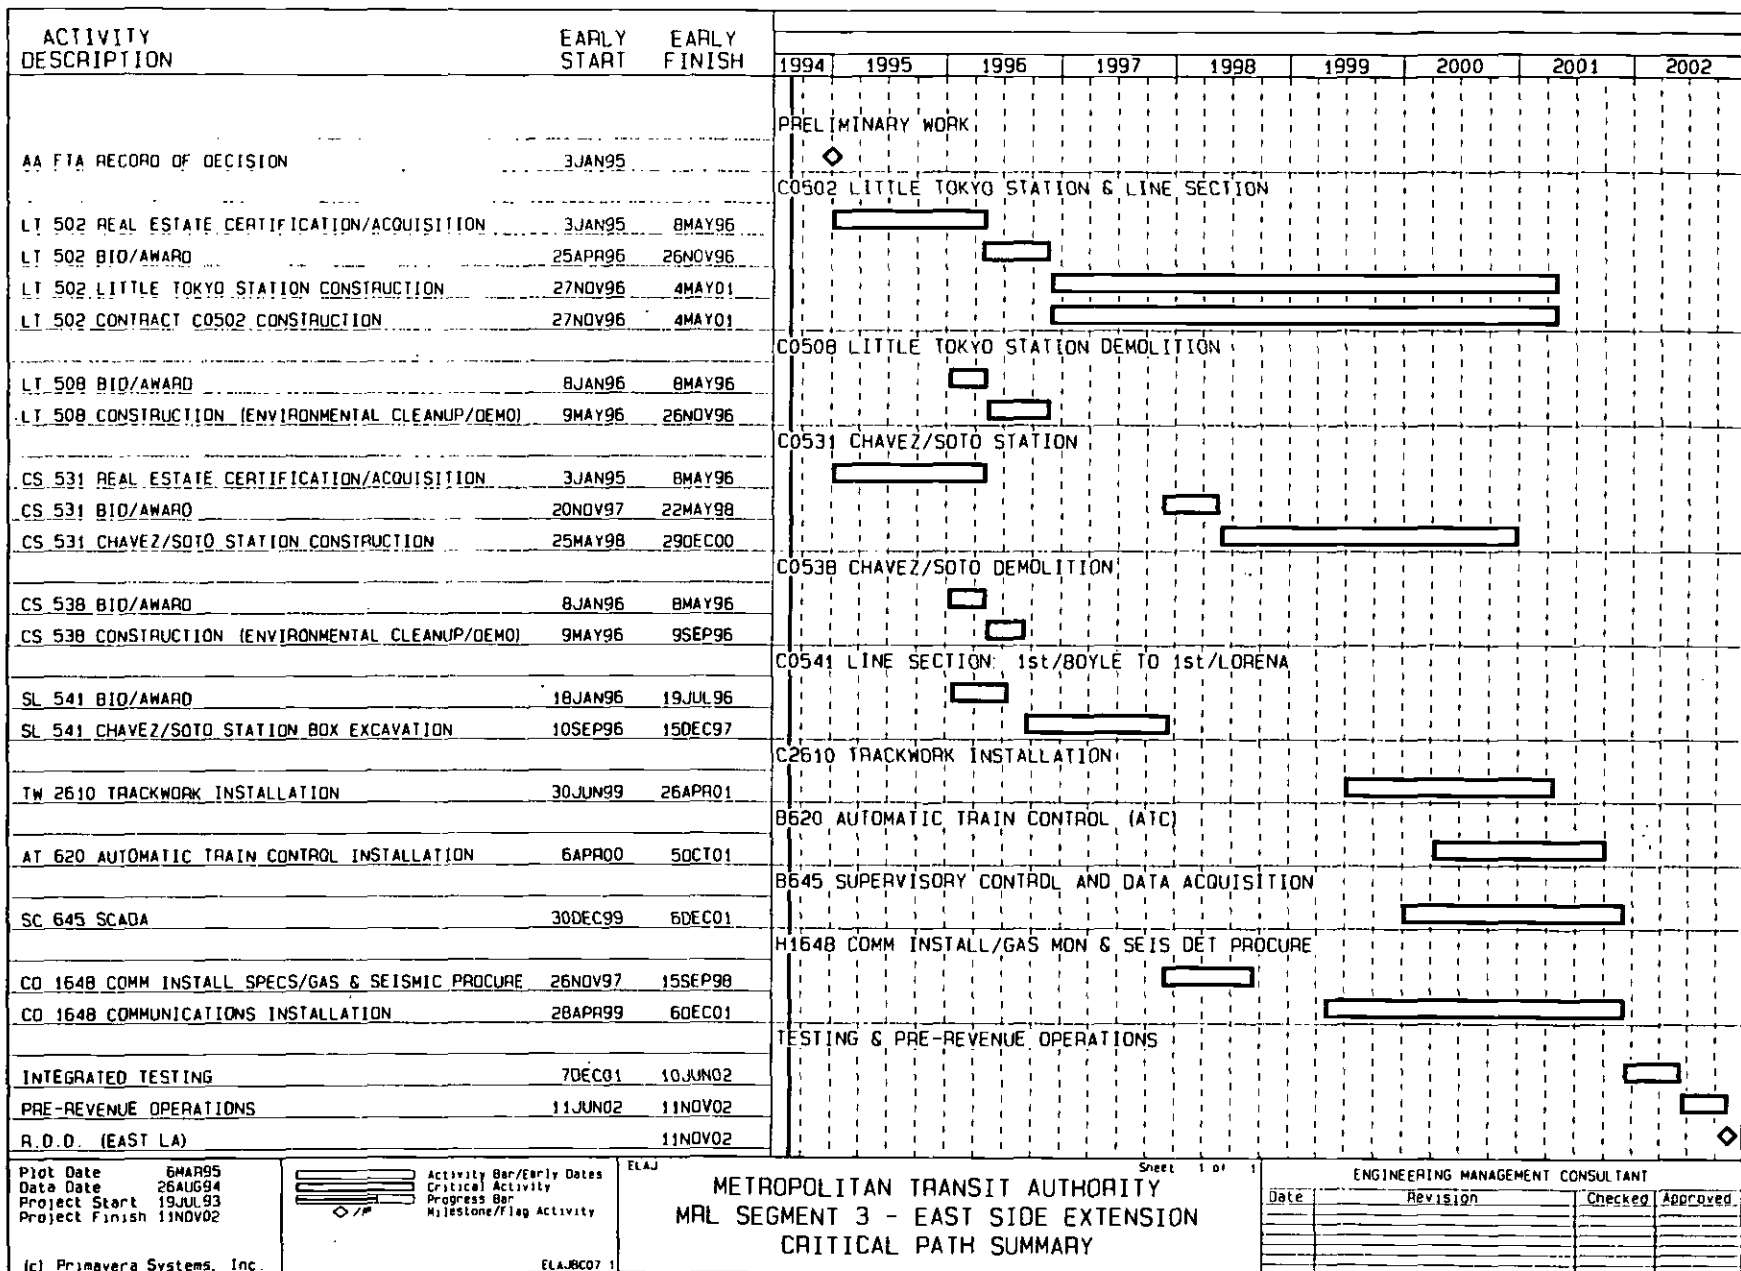 ACTIVITY DESCRIPTION EARLY START EARLY FINISH
1994 1995 1996 1997 1998 1999 2000 2001 2002
PRELIMINARY WORK
AA FTA RECORD OF DECISION 3JAN95
C0502 LITTLE TOKYO STATION & LINE SECTION
LT 502 REAL ESTATE CERTIFICATION/ACQUISITION 3JAN95 8MAY96
LT 502 BID/AWARD 25APR96 26NOV96
LT 502 LITTLE TOKYO STATION CONSTRUCTION 27NOV96 4MAY01
LT 502 CONTRACT C0502 CONSTRUCTION 27NOV96 4MAY01
C0508 LITTLE TOKYO STATION DEMOLITION
LT 508 BID/AWARD 8JAN96 8MAY96
LT 508 CONSTRUCTION (ENVIRONMENTAL CLEANUP/DEMO) 9MAY96 26NOV96
C0531 CHAVEZ/SOTO STATION
CS 531 REAL ESTATE CERTIFICATION/ACQUISITION 3JAN95 8MAY96
CS 531 BID/AWARD 20NOV97 22MAY98
CS 531 CHAVEZ/SOTO STATION CONSTRUCTION 25MAY98 29DEC00
C0538 CHAVEZ/SOTO DEMOLITION
CS 538 BID/AWARD 8JAN96 8MAY96
CS 538 CONSTRUCTION (ENVIRONMENTAL CLEANUP/DEMO) 9MAY96 9SEP96
C0541 LINE SECTION: 1st/BOYLE TO 1st/LORENA
SL 541 BID/AWARD 18JAN96 19JUL96
SL 541 CHAVEZ/SOTO STATION BOX EXCAVATION 10SEP96 15DEC97
C2610 TRACKWORK INSTALLATION
TW 2610 TRACKWORK INSTALLATION 30JUN99 26APR01
B620 AUTOMATIC TRAIN CONTROL (ATC)
AT 620 AUTOMATIC TRAIN CONTROL INSTALLATION 6APR00 5OCT01
B645 SUPERVISORY CONTROL AND DATA ACQUISITION
SC 645 SCADA 30DEC99 6DEC01
H1648 COMM INSTALL/GAS MON & SEIS DET PROCURE
CO 1648 COMM INSTALL SPECS/GAS & SEISMIC PROCURE 26NOV97 15SEP98
CO 1648 COMMUNICATIONS INSTALLATION 28APR99 6DEC01
TESTING & PRE-REVENUE OPERATIONS
INTEGRATED TESTING 7DEC01 10JUN02
PRE-REVENUE OPERATIONS 11JUN02 11NOV02
R.O.D. (EAST LA) 11NOV02
Plot Date 6MAR95
Data Date 26AUG94
Project Start 19JUL93
Project Finish 11NOV02
(c) Primavera Systems, Inc.
Activity Bar/Early Dates
Critical Activity
Progress Bar
Milestone/Flag Activity
ELAJBC07 1
ELAJ
Sheet 1 of 1
METROPOLITAN TRANSIT AUTHORITY
MRL SEGMENT 3 - EAST SIDE EXTENSION
CRITICAL PATH SUMMARY
ENGINEERING MANAGEMENT CONSULTANT
Date Revision Checked Approved